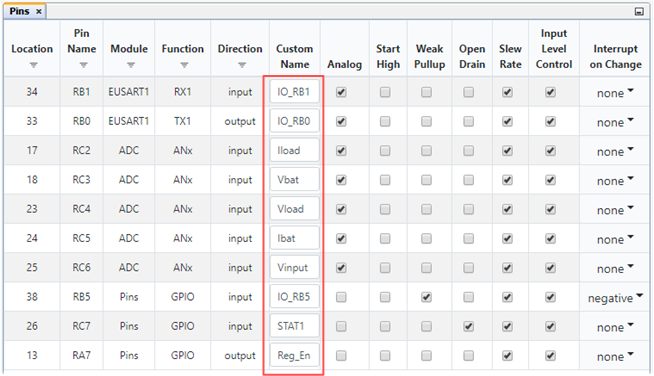 Pins ×
Location Pin Name Module Function Direction Custom Name Analog Start High Weak Pullup Open Drain Slew Rate Input Level Control Interrupt on Change
34 RB1 EUSART1 RX1 input IO_RB1 none
33 RB0 EUSART1 TX1 output IO_RB0 none
17 RC2 ADC ANx input Iload none
18 RC3 ADC ANx input Vbat none
23 RC4 ADC ANx input Vload none
24 RC5 ADC ANx input Ibat none
25 RC6 ADC ANx input Vinput none
38 RB5 Pins GPIO input IO_RB5 negative
26 RC7 Pins GPIO input STAT1 none
13 RA7 Pins GPIO output Reg_En none